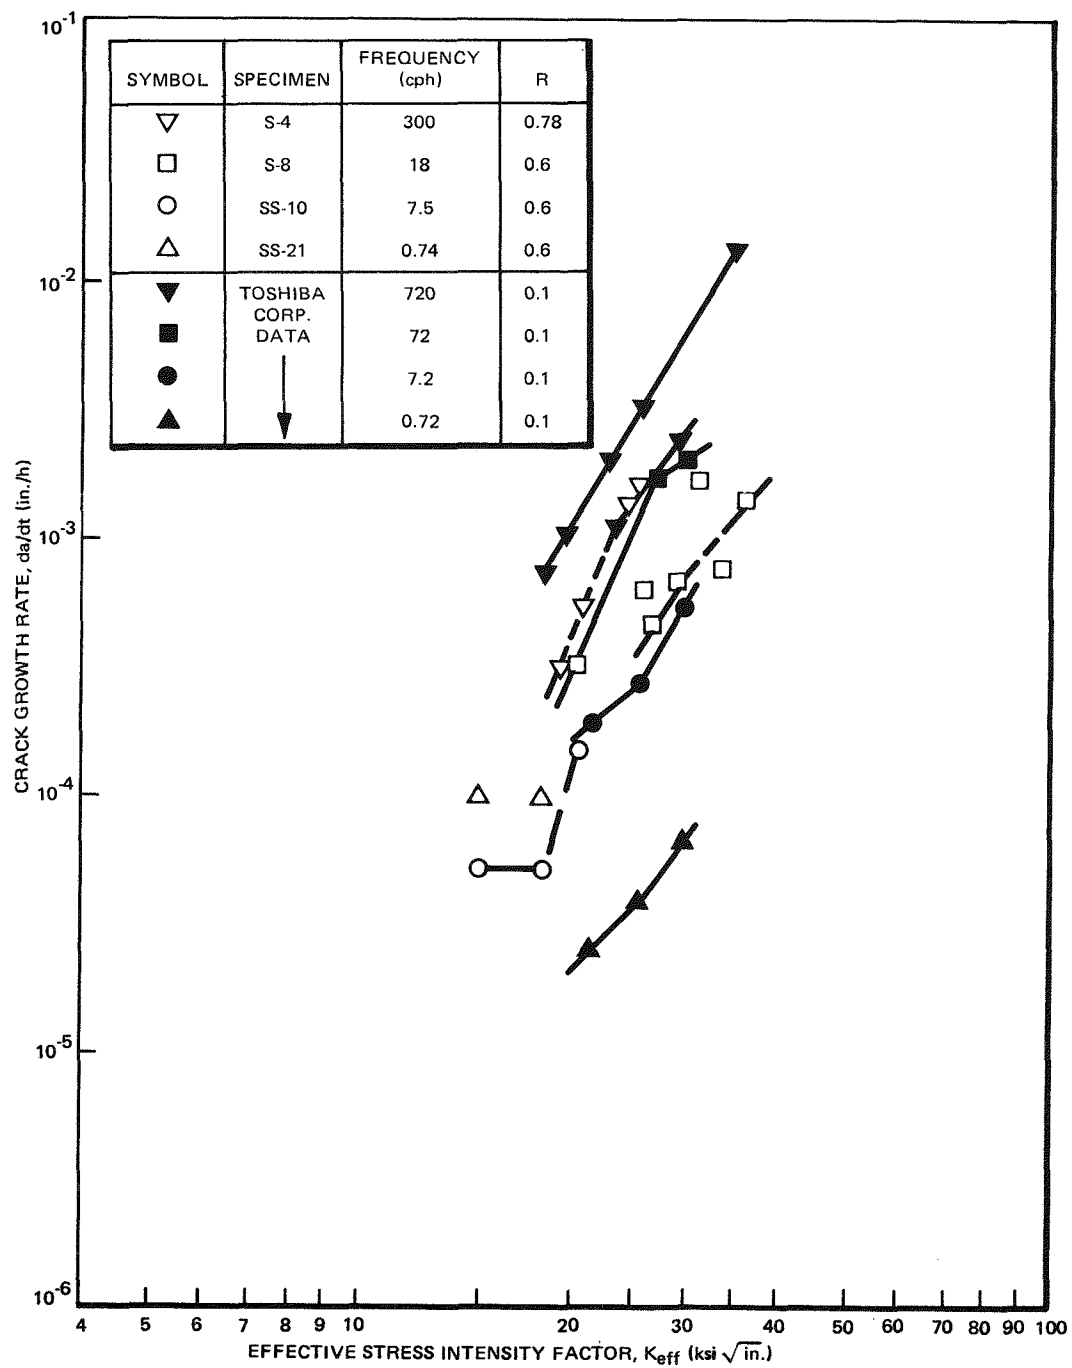 10-1
FREQUENCY
SYMBOL SPECIMEN (cph) R
S-4 300 0.78
S-8 18 0.6
SS-10 7.5 0.6
SS-21 0.74 0.6
TOSHIBA 720 0.1
CORP.
DATA 72 0.1
7.2 0.1
0.72 0.1
10-2
10-3
10-4
10-5
10-6
CRACK GROWTH RATE, da/dt (in./h)
4 5 6 7 8 9 10 20 30 40 50 60 70 80 90 100
EFFECTIVE STRESS INTENSITY FACTOR, Keff (ksi √in.)